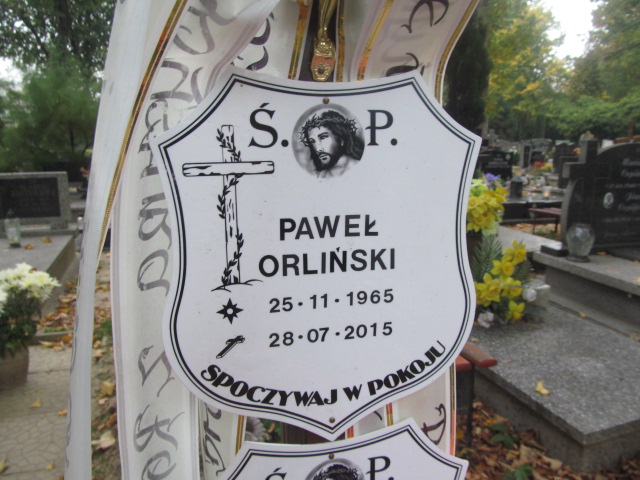 Ś. P.
PAWEŁ
ORLIŃSKI
25·11·1965
28·07·2015
SPOCZYWAJ W POKOJU
Ś. P.